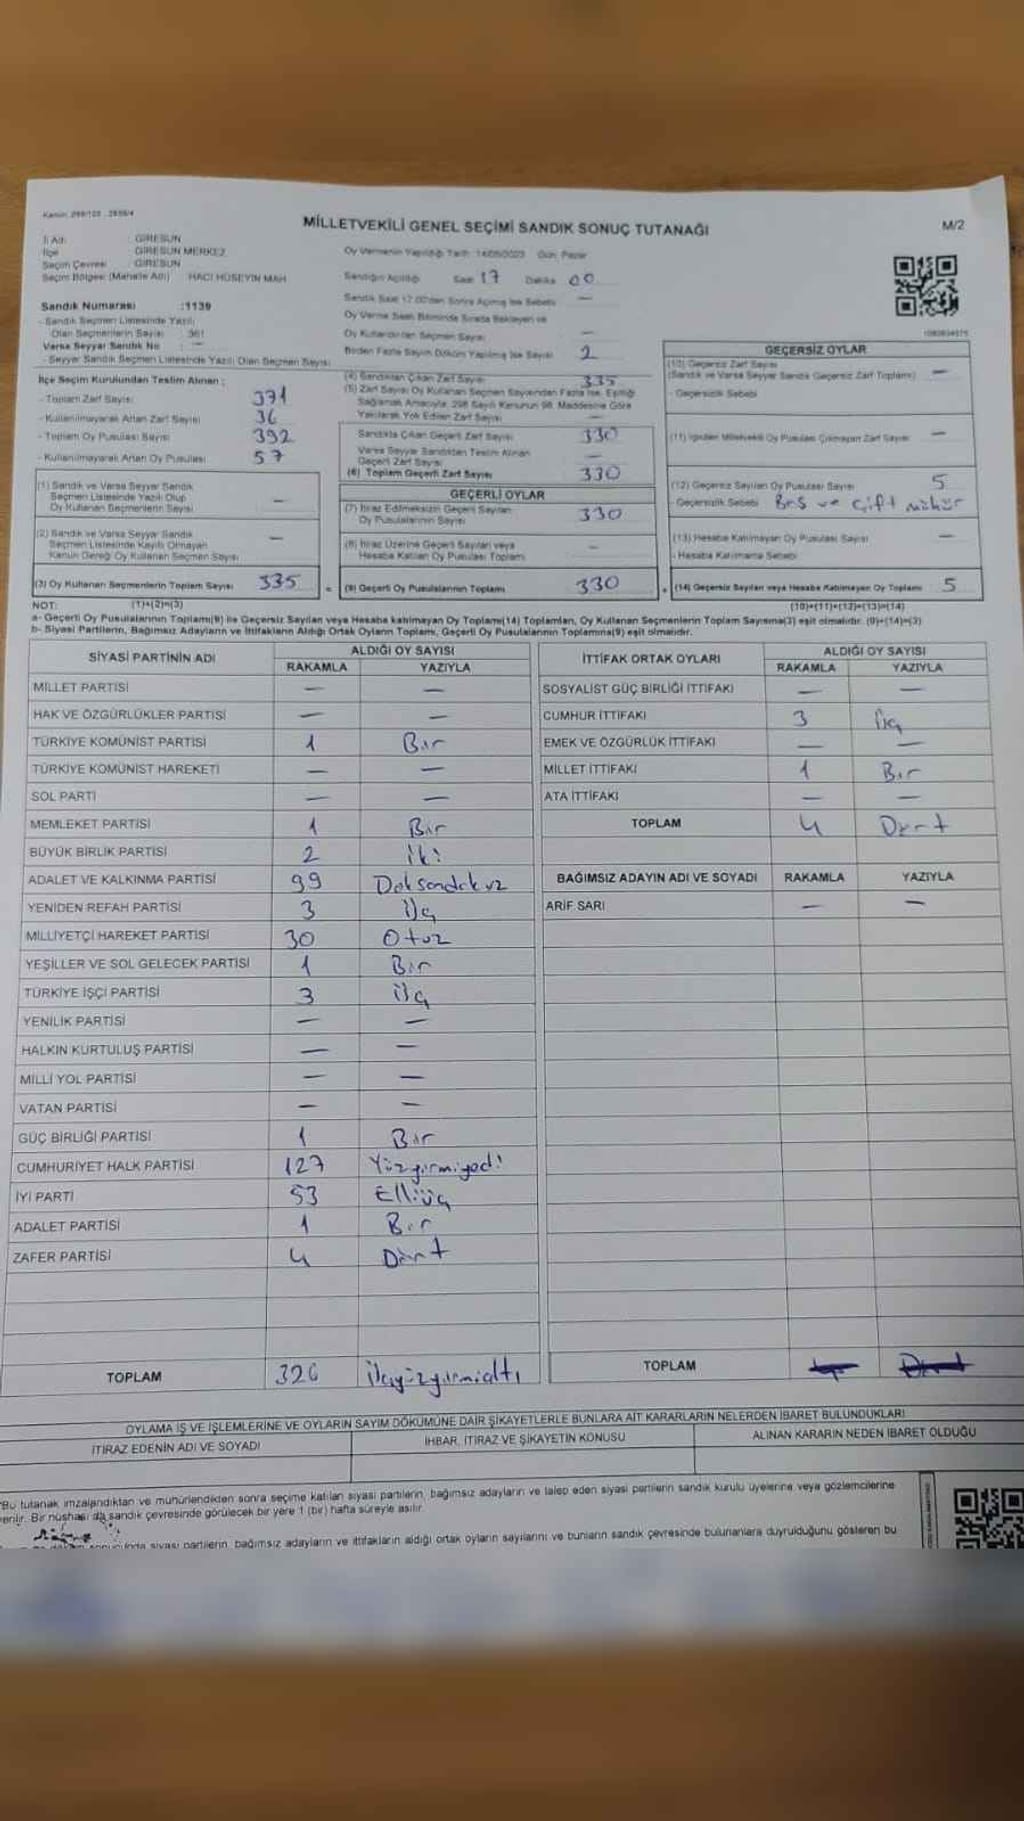 MİLLETVEKİLİ GENEL SEÇİMİ SANDIK SONUÇ TUTANAĞI
M/2
İl Adı : GİRESUN
İlçe : GİRESUN MERKEZ
Seçim Çevresi : GİRESUN
Seçim Bölgesi (Mahalle Adı) HACI HÜSEYİN MAH
Sandık Numarası :1139
- Sandık Seçmen Listesinde Yazılı
Olan Seçmenlerin Sayısı : 361
Varsa Seyyar Sandık No : —
- Seyyar Sandık Seçmen Listesinde Yazılı Olan Seçmen Sayısı
Oy Vermenin Yapıldığı Tarih: 14/05/2023 Gün: Pazar
Sandığın Açıldığı Saat 17 Dakika 00
Sandık Saat 17.00'den Sonra Açılmış İse Sebebi —
Oy Verme Saati Bitiminde Sırada Bekleyen ve
Oy Kullandırılan Seçmen Sayısı —
Birden Fazla Sayım Döküm Yapılmış İse Sayısı 2
İlçe Seçim Kurulundan Teslim Alınan :
- Toplam Zarf Sayısı 371
- Kullanılmayarak Artan Zarf Sayısı 36
- Toplam Oy Pusulası Sayısı 392
- Kullanılmayarak Artan Oy Pusulası 57
(1) Sandık ve Varsa Seyyar Sandık
Seçmen Listesinde Yazılı Olup
Oy Kullanan Seçmenlerin Sayısı —
(2) Sandık ve Varsa Seyyar Sandık
Seçmen Listesinde Kayıtlı Olmayan
Kanun Gereği Oy Kullanan Seçmen Sayısı —
(3) Oy Kullanan Seçmenlerin Toplam Sayısı 335
(4) Sandıktan Çıkan Zarf Sayısı 335
(5) Zarf Sayısı Oy Kullanan Seçmen Sayısından Fazla İse, Eşitliği
Sağlamak Amacıyla, 298 Sayılı Kanunun 98. Maddesine Göre
Yakılarak Yok Edilen Zarf Sayısı —
Sandıkta Çıkan Geçerli Zarf Sayısı 330
Varsa Seyyar Sandıktan Teslim Alınan
Geçerli Zarf Sayısı —
(6) Toplam Geçerli Zarf Sayısı 330
GEÇERLİ OYLAR
(7) İtiraz Edilmeksizin Geçerli Sayılan
Oy Pusulalarının Sayısı 330
(8) İtiraz Üzerine Geçerli Sayılan veya
Hesaba Katılan Oy Pusulası Toplamı —
(9) Geçerli Oy Pusulalarının Toplamı 330
GEÇERSİZ OYLAR
(10) Geçersiz Zarf Sayısı
(Sandık ve Varsa Seyyar Sandık Geçersiz Zarf Toplamı) —
- Geçersizlik Sebebi
(11) İçinden Milletvekili Oy Pusulası Çıkmayan Zarf Sayısı —
(12) Geçersiz Sayılan Oy Pusulası Sayısı 5
- Geçersizlik Sebebi Boş ve çift mühür
(13) Hesaba Katılmayan Oy Pusulası Sayısı —
- Hesaba Katılmama Sebebi
(14) Geçersiz Sayılan veya Hesaba Katılmayan Oy Toplamı 5
NOT: (1)+(2)=(3)
(10)+(11)+(12)+(13)=(14)
a- Geçerli Oy Pusulalarının Toplamı(9) ile Geçersiz Sayılan veya Hesaba katılmayan Oy Toplamı(14) Toplamları, Oy Kullanan Seçmenlerin Toplam Sayısına(3) eşit olmalıdır. (9)+(14)=(3)
b- Siyasi Partilerin, Bağımsız Adayların ve İttifakların Aldığı Ortak Oyların Toplamı, Geçerli Oy Pusulalarının Toplamına(9) eşit olmalıdır.
SİYASİ PARTİNİN ADI ALDIĞI OY SAYISI
RAKAMLA YAZIYLA
MİLLET PARTİSİ — —
HAK VE ÖZGÜRLÜKLER PARTİSİ — —
TÜRKİYE KOMÜNİST PARTİSİ 1 Bir
TÜRKİYE KOMÜNİST HAREKETİ — —
SOL PARTİ — —
MEMLEKET PARTİSİ 1 Bir
BÜYÜK BİRLİK PARTİSİ 2 İki
ADALET VE KALKINMA PARTİSİ 99 Doksandokuz
YENİDEN REFAH PARTİSİ 3 Üç
MİLLİYETÇİ HAREKET PARTİSİ 30 Otuz
YEŞİLLER VE SOL GELECEK PARTİSİ 1 Bir
TÜRKİYE İŞÇİ PARTİSİ 3 Üç
YENİLİK PARTİSİ — —
HALKIN KURTULUŞ PARTİSİ — —
MİLLİ YOL PARTİSİ — —
VATAN PARTİSİ — —
GÜÇ BİRLİĞİ PARTİSİ 1 Bir
CUMHURİYET HALK PARTİSİ 127 Yüzyirmiyedi
İYİ PARTİ 53 Elliüç
ADALET PARTİSİ 1 Bir
ZAFER PARTİSİ 4 Dört
TOPLAM 326 Üçyüzyirmialtı
İTTİFAK ORTAK OYLARI ALDIĞI OY SAYISI
RAKAMLA YAZIYLA
SOSYALİST GÜÇ BİRLİĞİ İTTİFAKI — —
CUMHUR İTTİFAKI 3 Üç
EMEK VE ÖZGÜRLÜK İTTİFAKI — —
MİLLET İTTİFAKI 1 Bir
ATA İTTİFAKI — —
TOPLAM 4 Dört
BAĞIMSIZ ADAYIN ADI VE SOYADI RAKAMLA YAZIYLA
ARİF SARI — —
TOPLAM
OYLAMA İŞ VE İŞLEMLERİNE VE OYLARIN SAYIM DÖKÜMÜNE DAİR ŞİKAYETLERLE BUNLARA AİT KARARLARIN NELERDEN İBARET BULUNDUKLARI
İTİRAZ EDENİN ADI VE SOYADI İHBAR, İTİRAZ VE ŞİKAYETİN KONUSU ALINAN KARARIN NEDEN İBARET OLDUĞU
"Bu tutanak imzalandıktan ve mühürlendikten sonra seçime katılan siyasi partilerin, bağımsız adayların ve talep eden siyasi partilerin sandık kurulu üyelerine veya gözlemcilerine
verilir. Bir nüshası da sandık çevresinde görülecek bir yere 1 (bir) hafta süreyle asılır.
siyasi partilerin, bağımsız adayların ve ittifakların aldığı ortak oyların sayılarını ve bunların sandık çevresinde bulunanlara duyrulduğunu gösteren bu